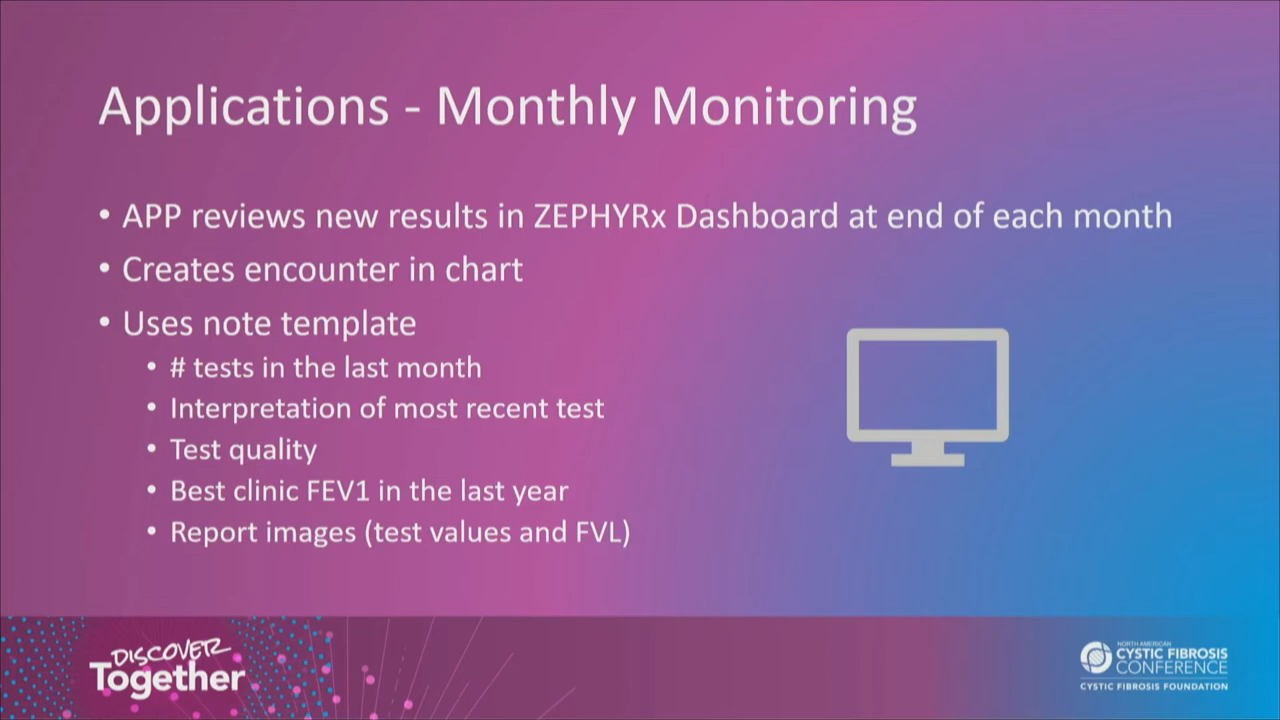 Applications - Monthly Monitoring
• APP reviews new results in ZEPHYRx Dashboard at end of each month
• Creates encounter in chart
• Uses note template
• # tests in the last month
• Interpretation of most recent test
• Test quality
• Best clinic FEV1 in the last year
• Report images (test values and FVL)
DISCOVER
Together
NORTH AMERICAN
CYSTIC FIBROSIS
CONFERENCE
CYSTIC FIBROSIS FOUNDATION